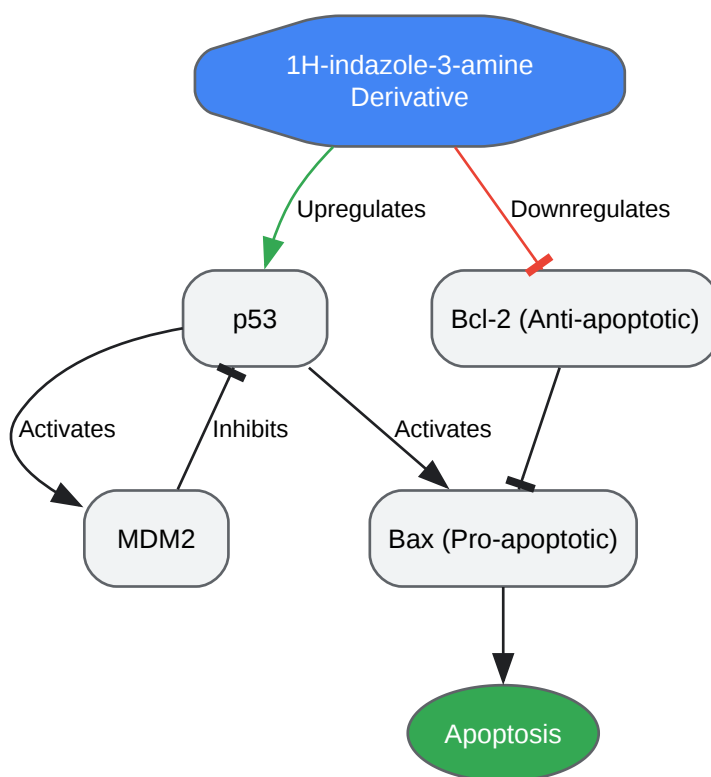 1H-indazole-3-amine
Derivative
Upregulates
Downregulates
p53
Bcl-2 (Anti-apoptotic)
Activates
Inhibits
Activates
MDM2
Bax (Pro-apoptotic)
Apoptosis